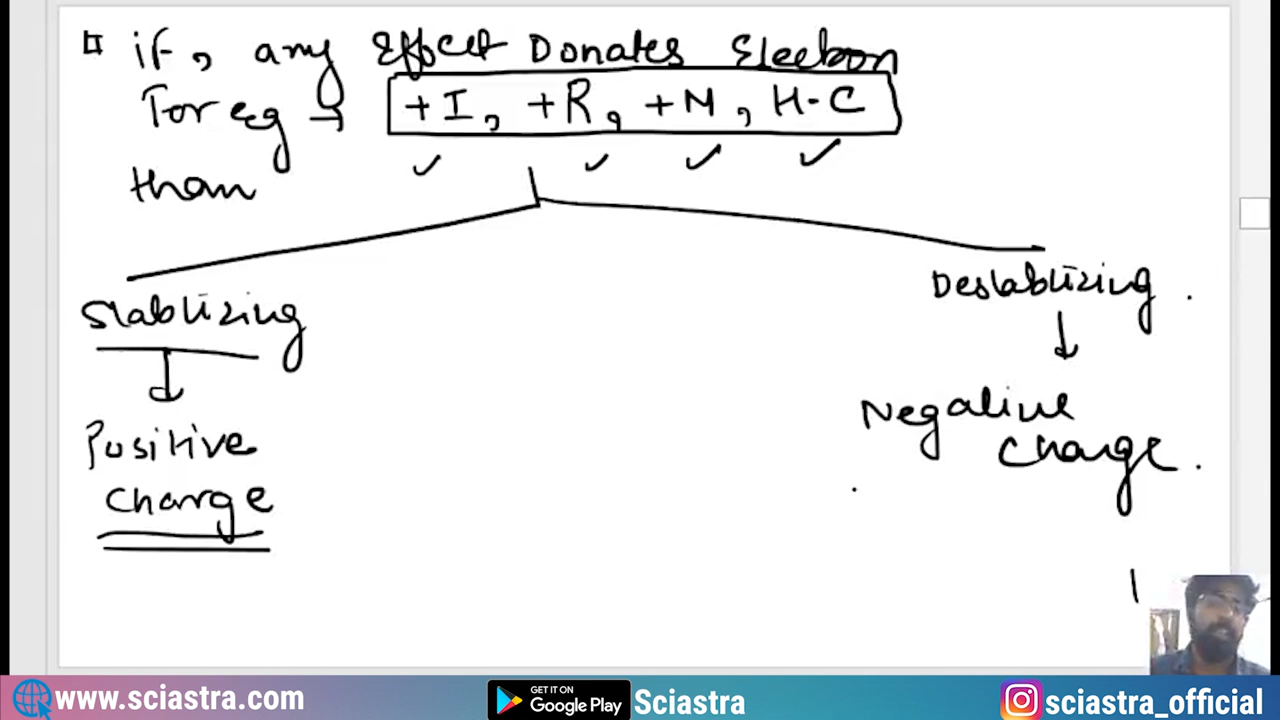 if, any Effect Donates Electron
For eg → +I, +R, +M, H·C
than
Stablizing
Destablizing.
Positive
charge
Negative
charge.
www.sciastra.com
GET IT ON
Google Play
Sciastra
sciastra_official